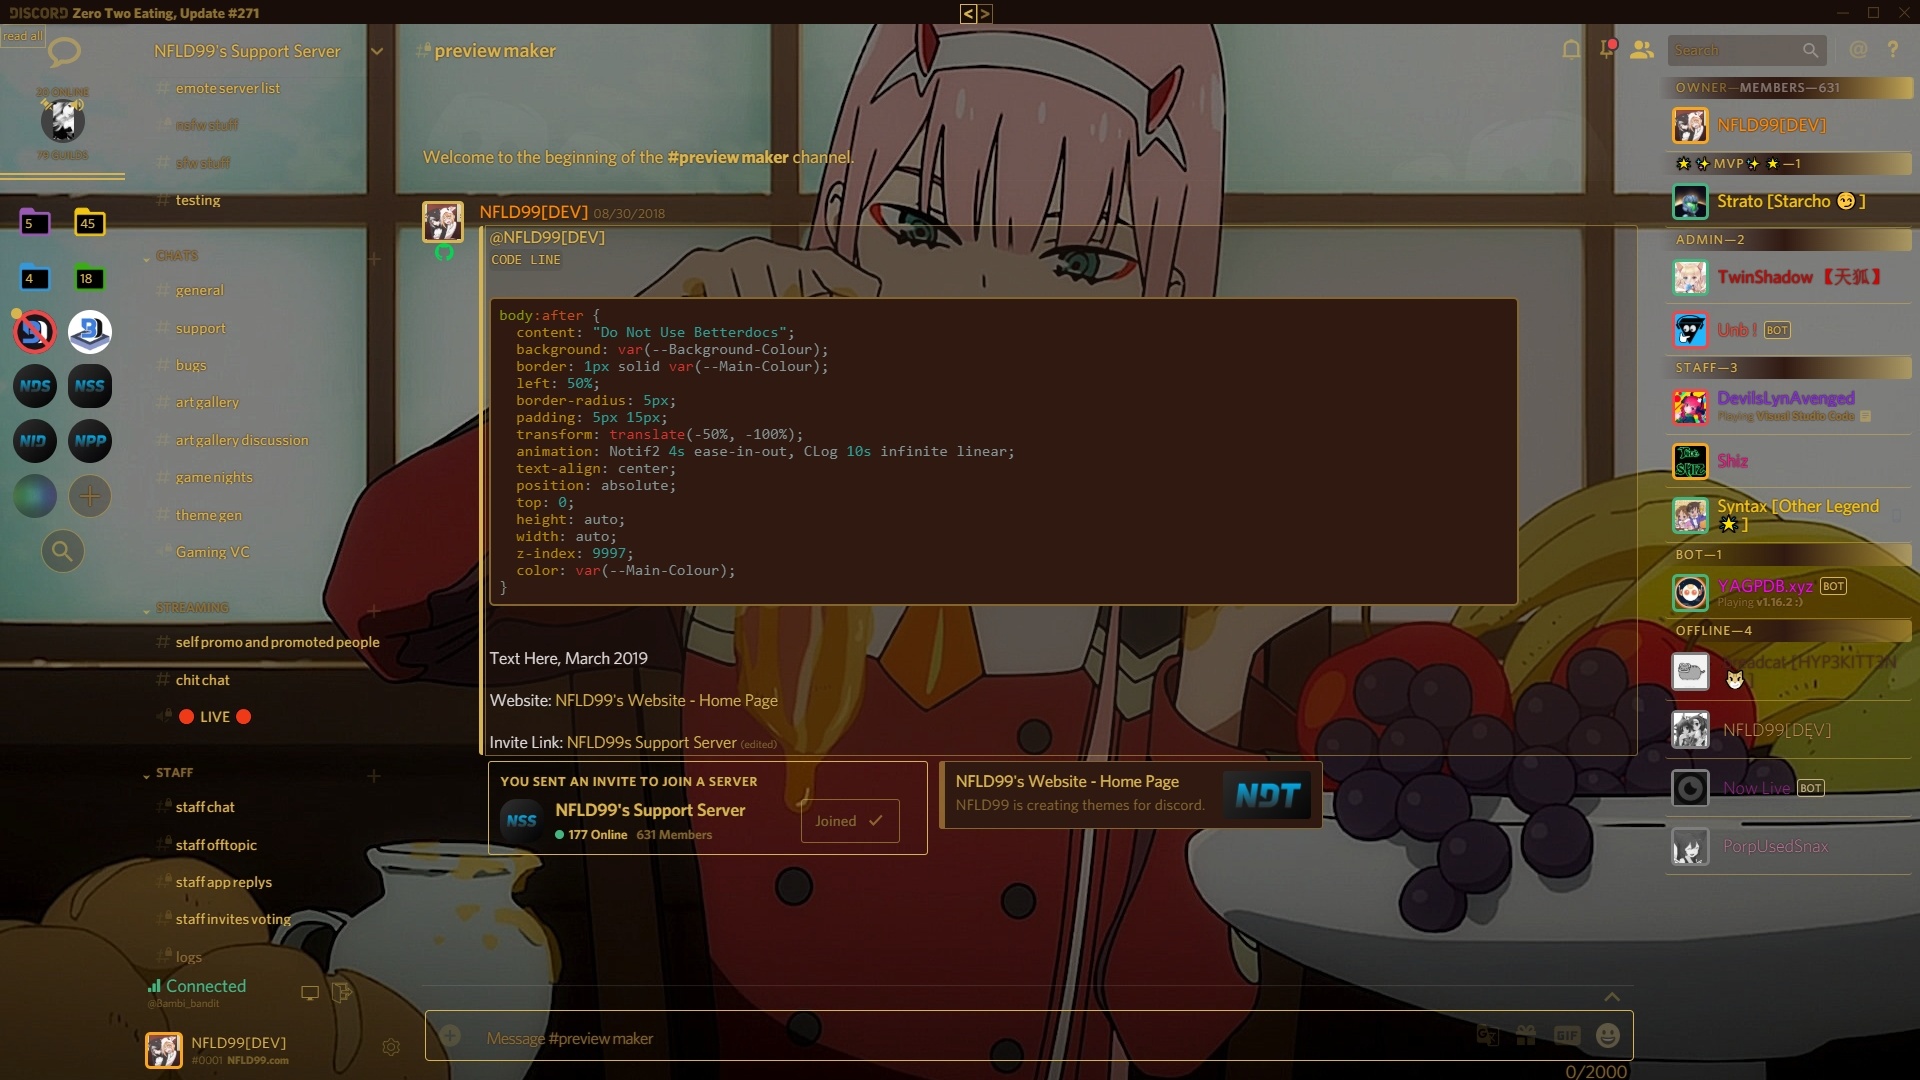 DISCORD Zero Two Eating, Update #271
< >
read all
20 ONLINE
79 GUILDS
5
45
4
18
NDS
NSS
NID
NPP
NFLD99's Support Server
emote server list
nsfw stuff
sfw stuff
testing
CHATS
general
support
bugs
art gallery
art gallery discussion
game nights
theme gen
Gaming VC
STREAMING
self promo and promoted people
chit chat
🔴 LIVE 🔴
STAFF
staff chat
staff offtopic
staff app replys
staff invites voting
logs
Connected
@Bambi_bandit
NFLD99[DEV]
#0001 NFLD99.com
# preview maker
Welcome to the beginning of the #preview maker channel.
NFLD99[DEV] 08/30/2018
@NFLD99[DEV]
CODE LINE
body:after {
content: "Do Not Use Betterdocs";
background: var(--Background-Colour);
border: 1px solid var(--Main-Colour);
left: 50%;
border-radius: 5px;
padding: 5px 15px;
transform: translate(-50%, -100%);
animation: Notif2 4s ease-in-out, CLog 10s infinite linear;
text-align: center;
position: absolute;
top: 0;
height: auto;
width: auto;
z-index: 9997;
color: var(--Main-Colour);
}
Text Here, March 2019
Website: NFLD99's Website - Home Page
Invite Link: NFLD99s Support Server (edited)
YOU SENT AN INVITE TO JOIN A SERVER
NSS
NFLD99's Support Server
177 Online 631 Members
Joined
NFLD99's Website - Home Page
NFLD99 is creating themes for discord.
NDT
Message #preview maker
GIF
0/2000
Search
@ ?
OWNER—MEMBERS—631
NFLD99[DEV]
🌟✨MVP✨🌟—1
Strato [Starcho 😏]
ADMIN—2
TwinShadow 【天狐】
Unb ! BOT
STAFF—3
DevilsLynAvenged
Playing Visual Studio Code
The SHIZ
Shiz
Syntax [Other Legend
🌟]
BOT—1
YAGPDB.xyz BOT
Playing v1.16.2 :)
OFFLINE—4
[HYP3KITT3N
NFLD99[DEV]
Now Live BOT
PorpUsedSnax